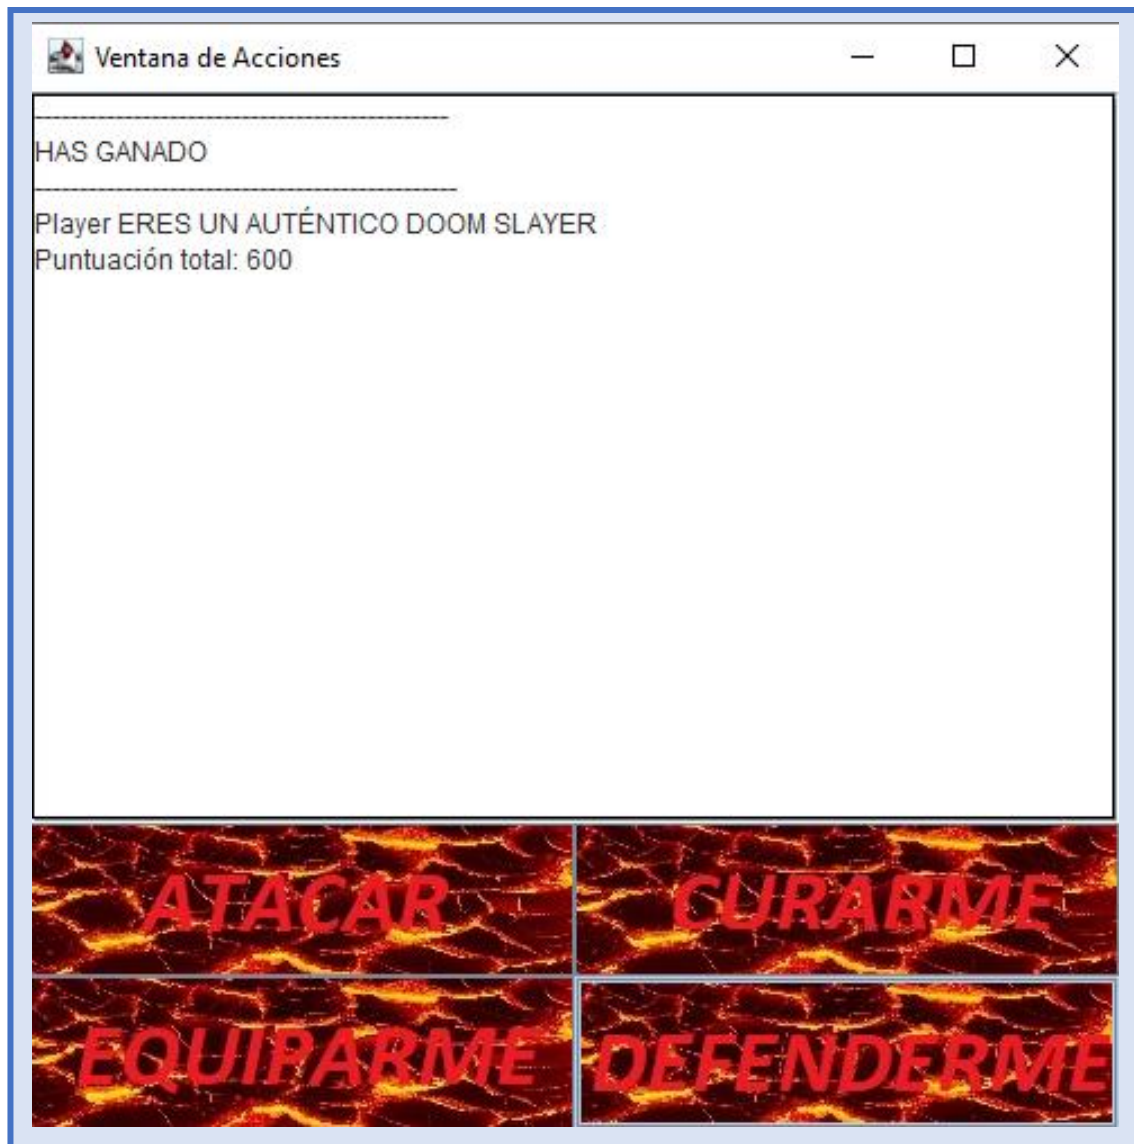 Ventana de Acciones
--------------------------------------------------
HAS GANADO
---------------------------------------------------
Player ERES UN AUTÉNTICO DOOM SLAYER
Puntuación total: 600
ATACAR
CURARME
EQUIPARME
DEFENDERME